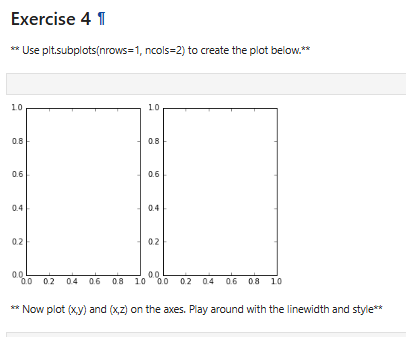 Exercise 4 ¶
** Use plt.subplots(nrows=1, ncols=2) to create the plot below.**
1.0 1.0
0.8 0.8
0.6 0.6
0.4 0.4
0.2 0.2
0.0 0.0
0.0 0.2 0.4 0.6 0.8 1.0 0.0 0.2 0.4 0.6 0.8 1.0
** Now plot (x,y) and (x,z) on the axes. Play around with the linewidth and style**